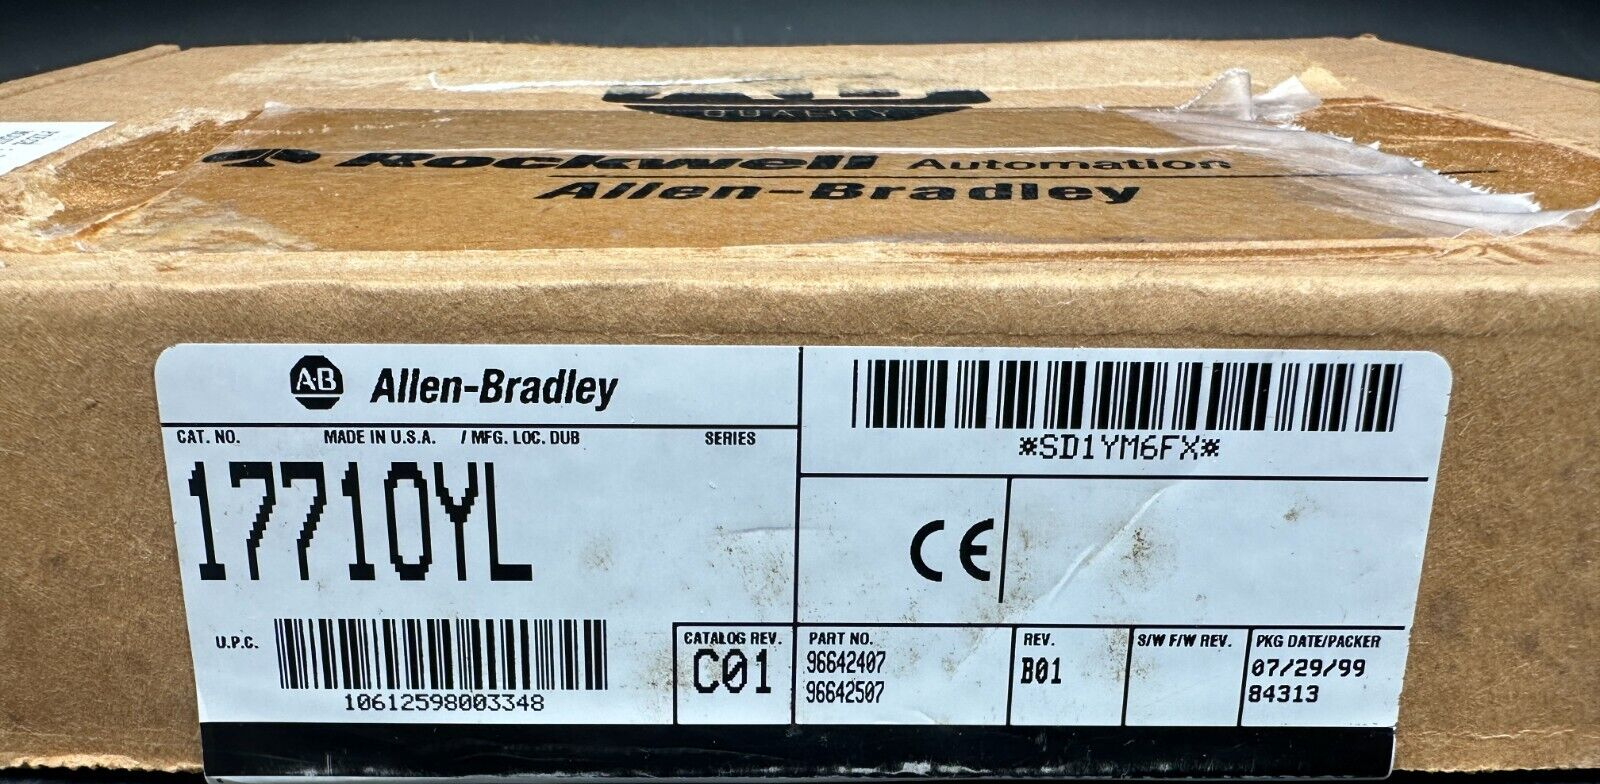 QUALITY
Rockwell Automation
Allen-Bradley
A-B Allen-Bradley
CAT. NO. MADE IN U.S.A. / MFG. LOC. DUB SERIES
1771OYL
*SD1YM6FX*
CE
U.P.C.
10612598003348
CATALOG REV.
C01
PART NO.
96642407
96642507
REV.
B01
S/W F/W REV.
PKG DATE/PACKER
07/29/99
84313